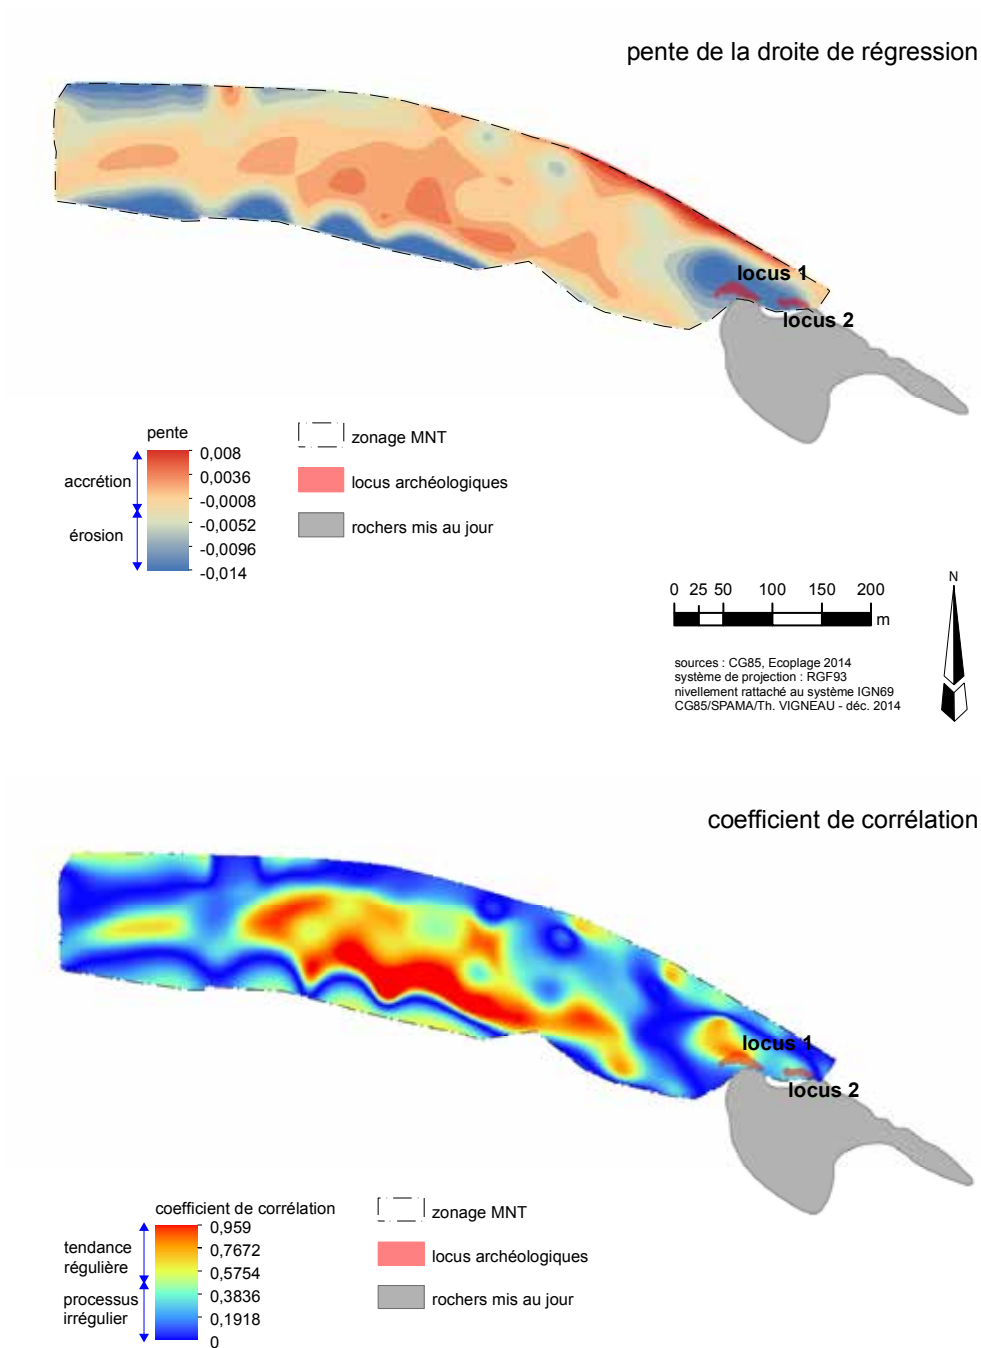 pente de la droite de régression
locus 1
locus 2
pente
accrétion
érosion
0,008
0,0036
-0,0008
-0,0052
-0,0096
-0,014
zonage MNT
locus archéologiques
rochers mis au jour
0 25 50 100 150 200
m
N
sources : CG85, Ecoplage 2014
système de projection : RGF93
nivellement rattaché au système IGN69
CG85/SPAMA/Th. VIGNEAU - déc. 2014
coefficient de corrélation
locus 1
locus 2
coefficient de corrélation
tendance
régulière
processus
irrégulier
0,959
0,7672
0,5754
0,3836
0,1918
0
zonage MNT
locus archéologiques
rochers mis au jour